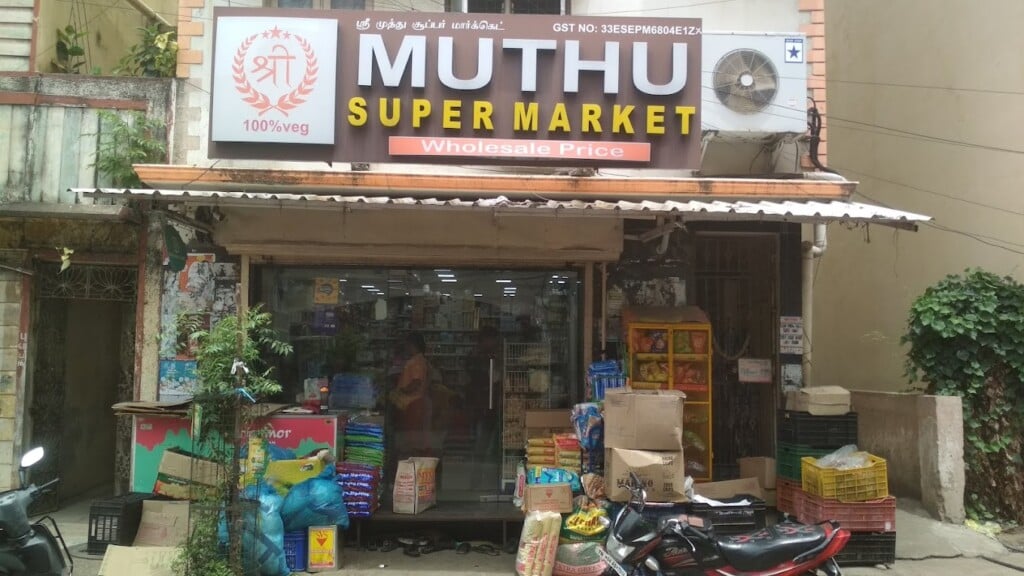 ஸ்ரீ முத்து சூப்பர் மார்க்கெட்
GST NO: 33ESEPM6804E1Zx
श्री
100%veg
MUTHU
SUPER MARKET
Wholesale Price